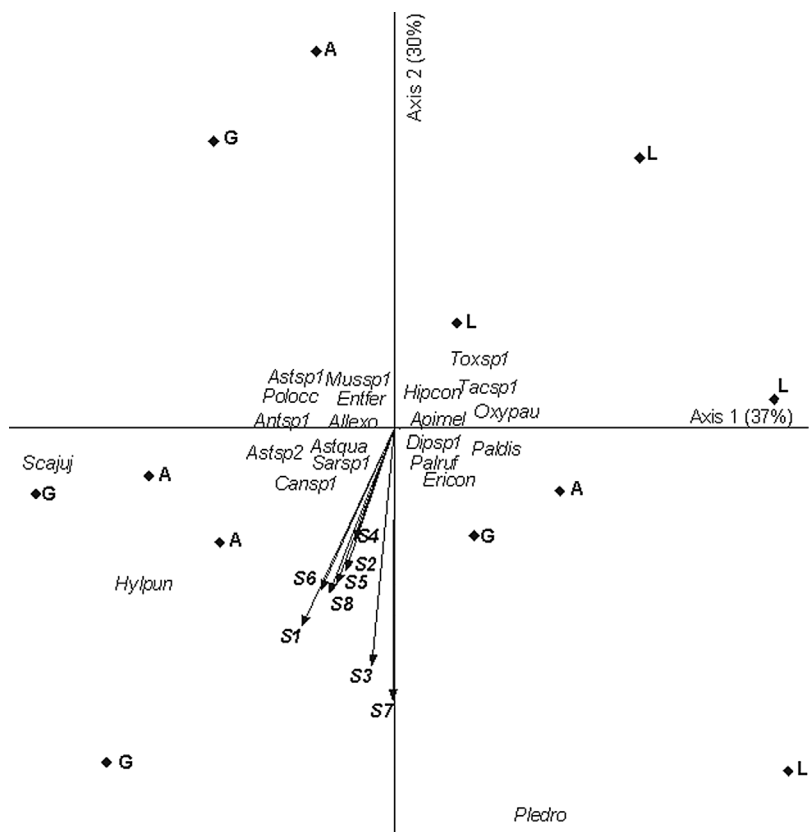 A
Axis 2 (30%)
G
L
L
Toxsp1
Astsp1 Mussp1
Hipcon Tacsp1
L
Polocc Entfer
Oxypau
Antsp1 Allexo Apimel
Axis 1 (37%)
Astsp2 Astqua Dipsp1 Paldis
Scajuj Sarsp1 Palruf
Cansp1 Ericon
G
A
A
A
G
S4
S2
Hylpun S6 S5
S8
S1
S3
S7
G
L
Pledro